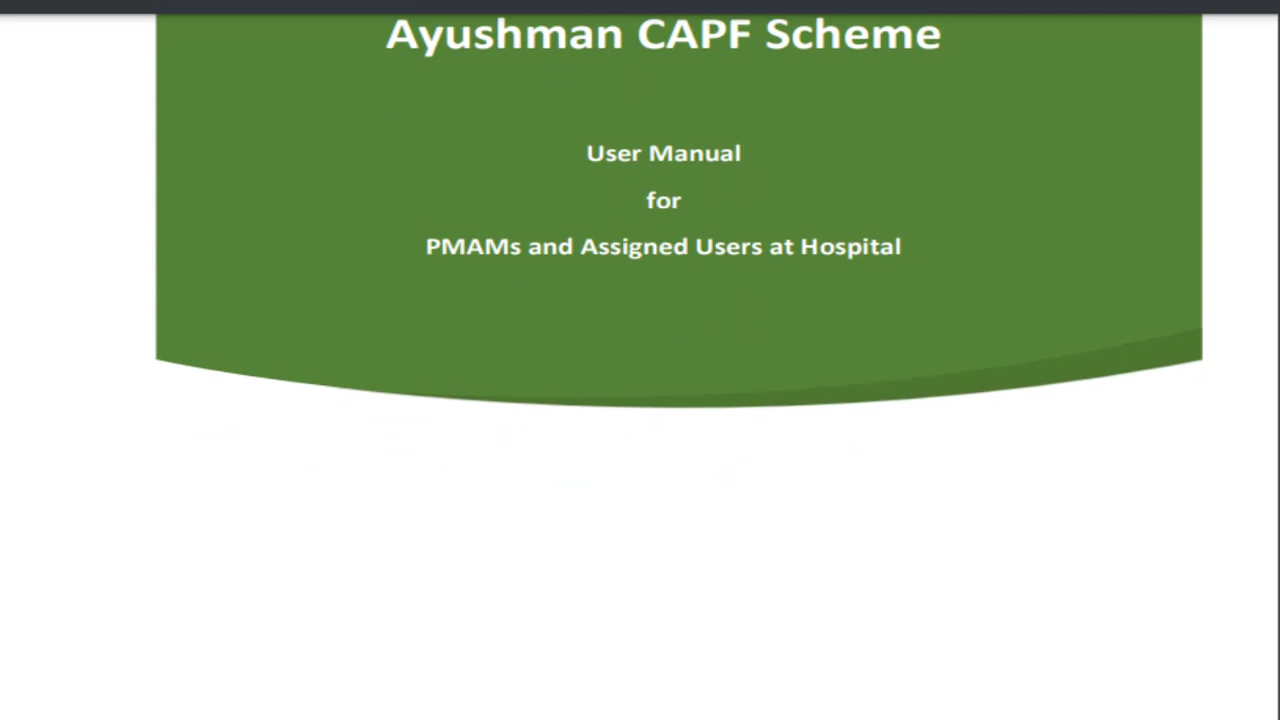 Ayushman CAPF Scheme
User Manual
for
PMAMs and Assigned Users at Hospital